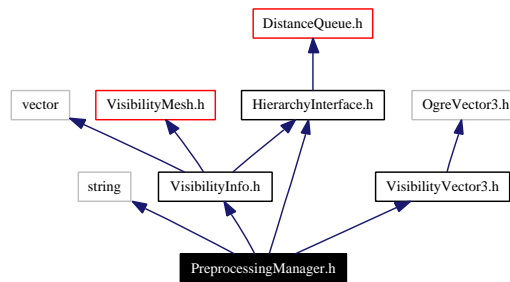 DistanceQueue.h
vector
VisibilityMesh.h
HierarchyInterface.h
OgreVector3.h
string
VisibilityInfo.h
VisibilityVector3.h
PreprocessingManager.h